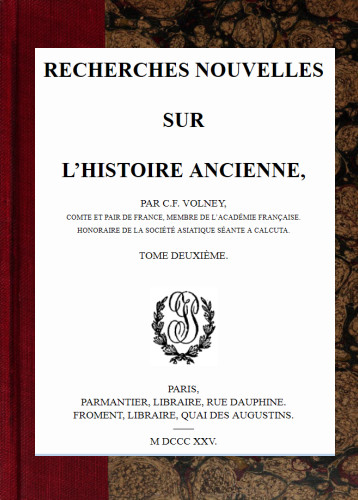 RECHERCHES NOUVELLES
SUR
L'HISTOIRE ANCIENNE,
PAR C.F. VOLNEY,
COMTE ET PAIR DE FRANCE, MEMBRE DE L'ACADÉMIE FRANÇAISE.
HONORAIRE DE LA SOCIÉTÉ ASIATIQUE SÉANTE A CALCUTA.
TOME DEUXIÈME.
PARIS,
PARMANTIER, LIBRAIRE, RUE DAUPHINE.
FROMENT, LIBRAIRE, QUAI DES AUGUSTINS.
M DCCC XXV.